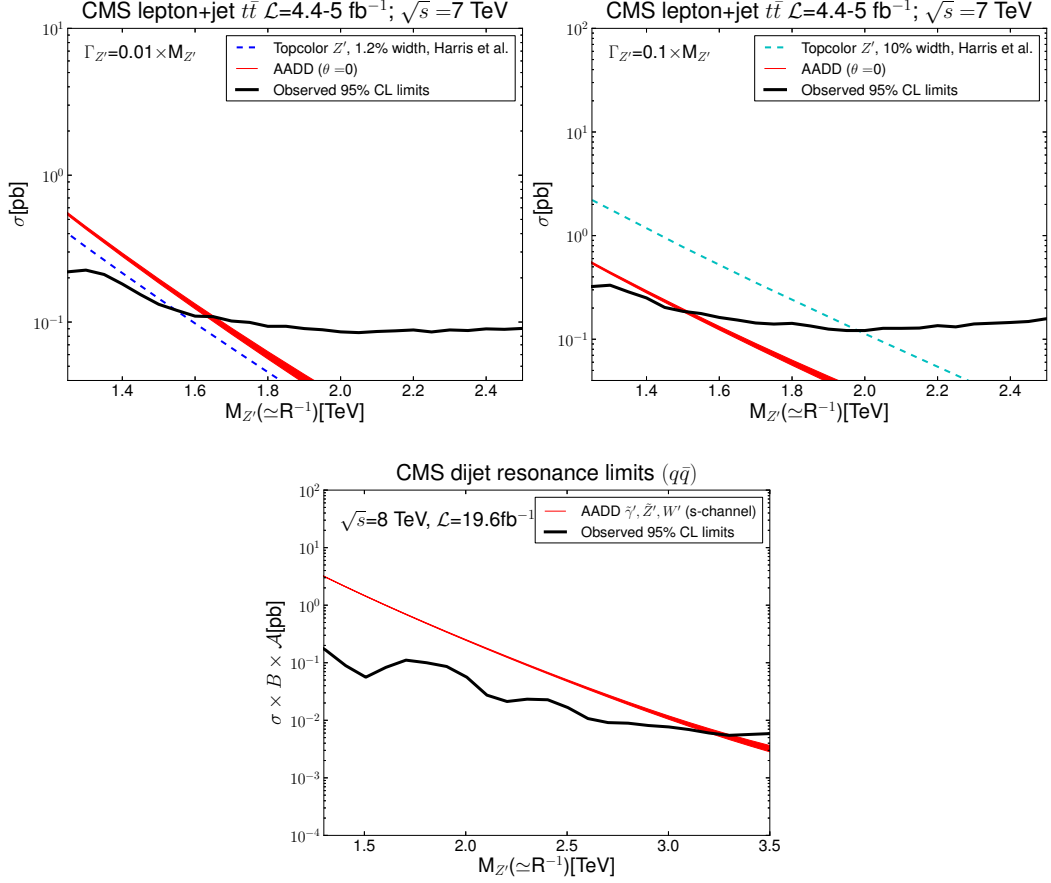 CMS lepton+jet tt̄ ℒ=4.4-5 fb⁻¹; √s =7 TeV
Γ_Z′=0.01×M_Z′
Topcolor Z′, 1.2% width, Harris et al.
AADD (θ =0)
Observed 95% CL limits
σ[pb]
10¹
10⁰
10⁻¹
1.4 1.6 1.8 2.0 2.2 2.4
M_Z′(≃R⁻¹)[TeV]
CMS lepton+jet tt̄ ℒ=4.4-5 fb⁻¹; √s =7 TeV
Γ_Z′=0.1×M_Z′
Topcolor Z′, 10% width, Harris et al.
AADD (θ =0)
Observed 95% CL limits
σ[pb]
10²
10¹
10⁰
10⁻¹
1.4 1.6 1.8 2.0 2.2 2.4
M_Z′(≃R⁻¹)[TeV]
CMS dijet resonance limits (qq̄)
√s=8 TeV, ℒ=19.6fb⁻¹
AADD γ̃′, Z̃′, W′ (s-channel)
Observed 95% CL limits
σ × B × 𝒜[pb]
10²
10¹
10⁰
10⁻¹
10⁻²
10⁻³
10⁻⁴
1.5 2.0 2.5 3.0 3.5
M_Z′(≃R⁻¹)[TeV]